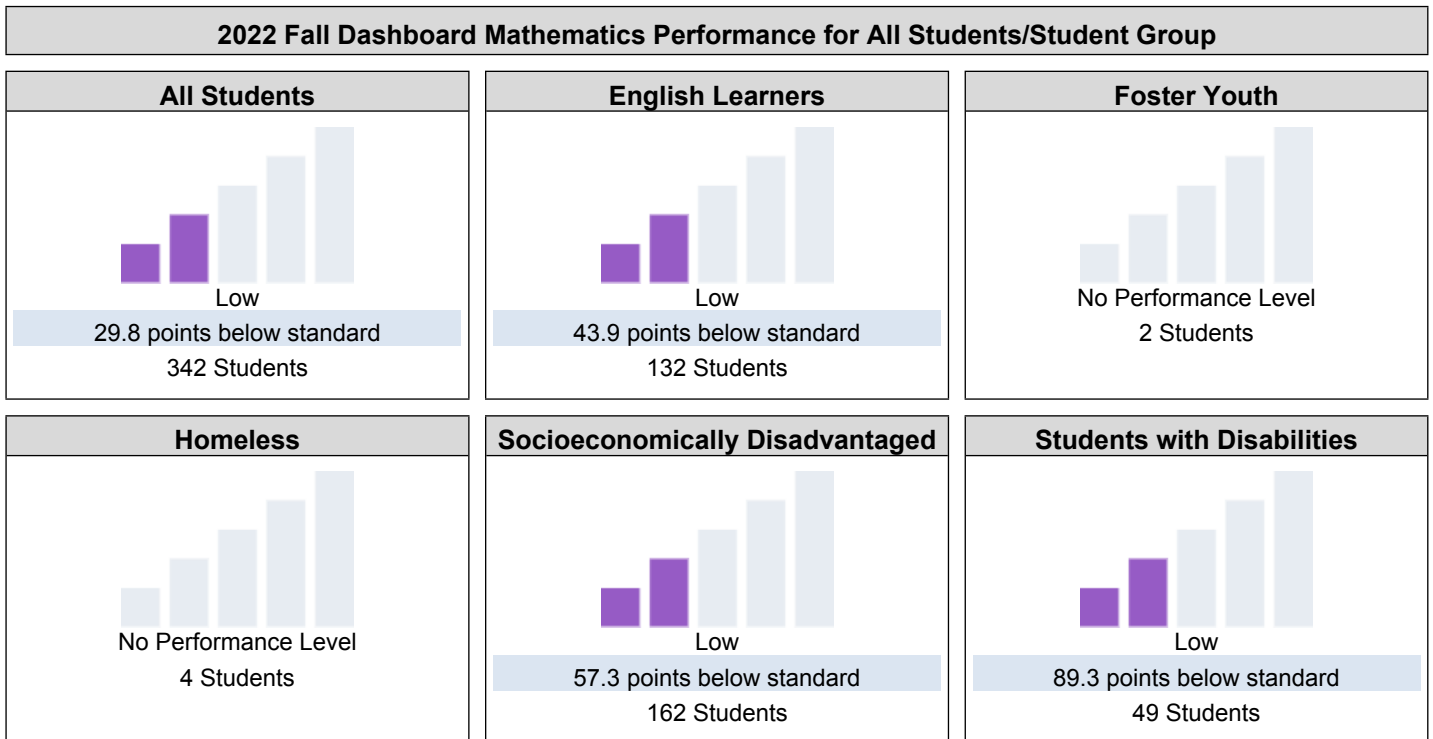 2022 Fall Dashboard Mathematics Performance for All Students/Student Group
All Students
Low
29.8 points below standard
342 Students
English Learners
Low
43.9 points below standard
132 Students
Foster Youth
No Performance Level
2 Students
Homeless
No Performance Level
4 Students
Socioeconomically Disadvantaged
Low
57.3 points below standard
162 Students
Students with Disabilities
Low
89.3 points below standard
49 Students